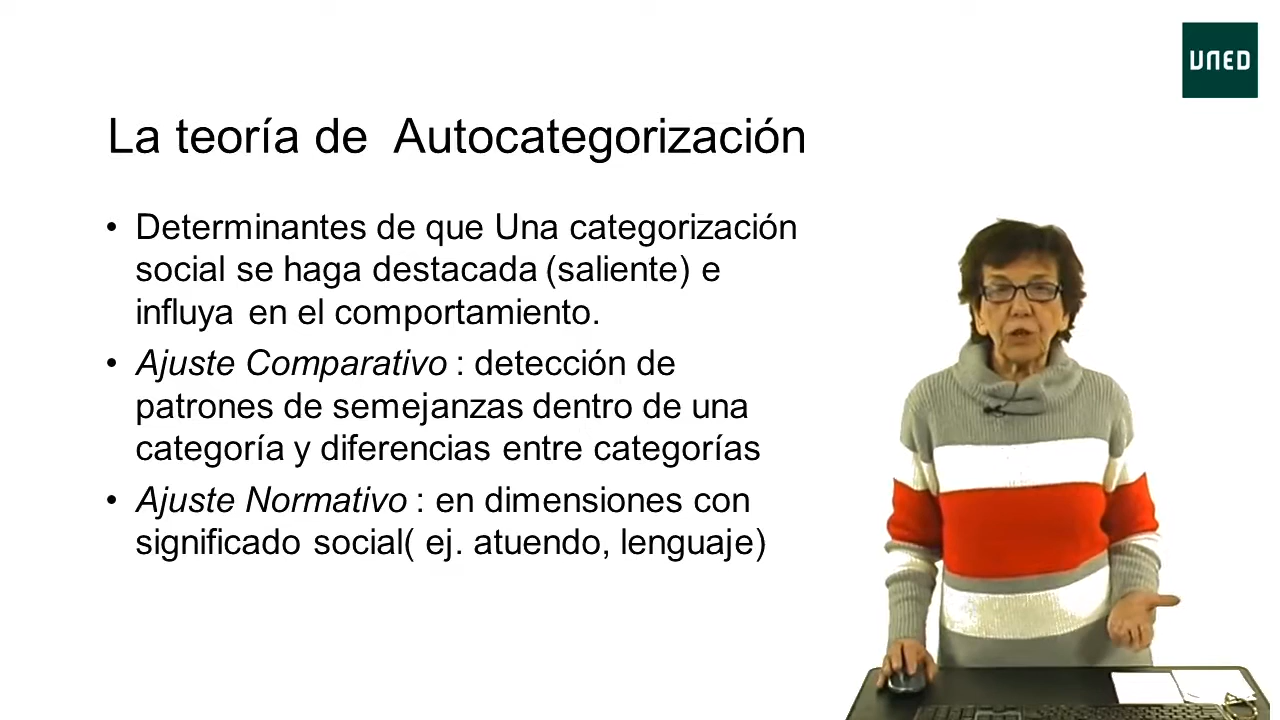 UNED
La teoría de Autocategorización
• Determinantes de que Una categorización
social se haga destacada (saliente) e
influya en el comportamiento.
• Ajuste Comparativo : detección de
patrones de semejanzas dentro de una
categoría y diferencias entre categorías
• Ajuste Normativo : en dimensiones con
significado social( ej. atuendo, lenguaje)